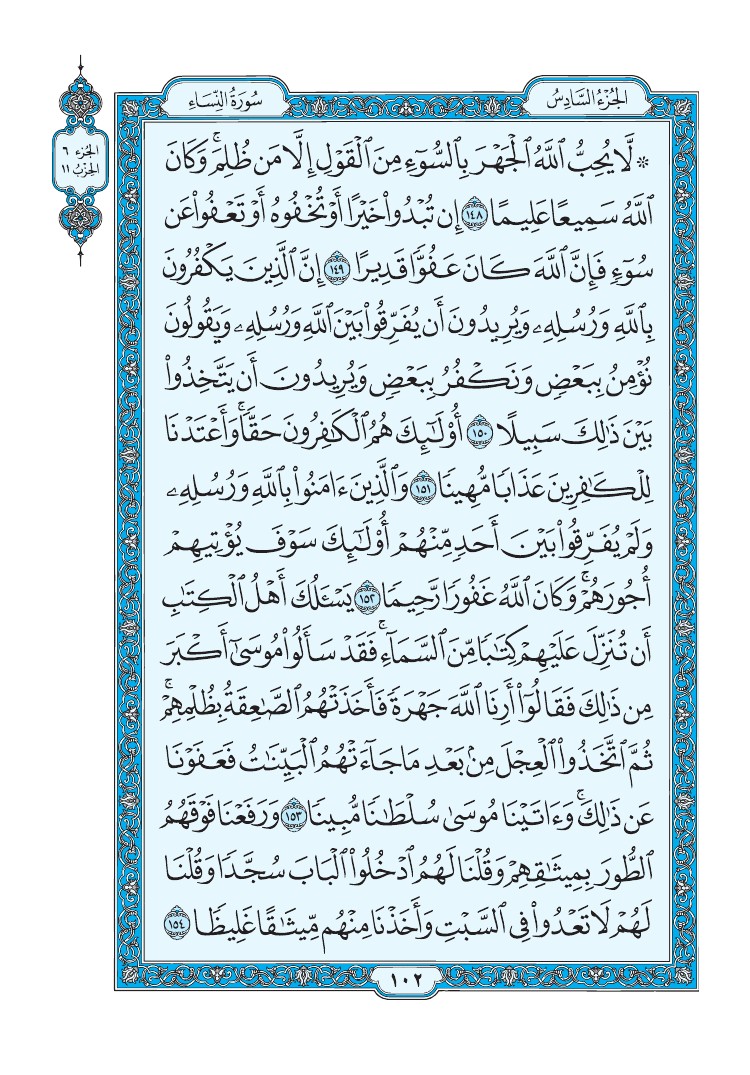 الجُزْءُ السَّادِسُ
سُورَةُ النِّسَاءِ
الجزء ٦
الحزب ١١
۞ لَّا يُحِبُّ ٱللَّهُ ٱلْجَهْرَ بِٱلسُّوٓءِ مِنَ ٱلْقَوْلِ إِلَّا مَن ظُلِمَۚ وَكَانَ
ٱللَّهُ سَمِيعًا عَلِيمًا ١٤٨ إِن تُبْدُوا۟ خَيْرًا أَوْ تُخْفُوهُ أَوْ تَعْفُوا۟ عَن
سُوٓءٍ فَإِنَّ ٱللَّهَ كَانَ عَفُوًّا قَدِيرًا ١٤٩ إِنَّ ٱلَّذِينَ يَكْفُرُونَ
بِٱللَّهِ وَرُسُلِهِۦ وَيُرِيدُونَ أَن يُفَرِّقُوا۟ بَيْنَ ٱللَّهِ وَرُسُلِهِۦ وَيَقُولُونَ
نُؤْمِنُ بِبَعْضٍ وَنَكْفُرُ بِبَعْضٍ وَيُرِيدُونَ أَن يَتَّخِذُوا۟
بَيْنَ ذَٰلِكَ سَبِيلًا ١٥٠ أُو۟لَٰٓئِكَ هُمُ ٱلْكَٰفِرُونَ حَقًّاۚ وَأَعْتَدْنَا
لِلْكَٰفِرِينَ عَذَابًا مُّهِينًا ١٥١ وَٱلَّذِينَ ءَامَنُوا۟ بِٱللَّهِ وَرُسُلِهِۦ
وَلَمْ يُفَرِّقُوا۟ بَيْنَ أَحَدٍ مِّنْهُمْ أُو۟لَٰٓئِكَ سَوْفَ يُؤْتِيهِمْ
أُجُورَهُمْۚ وَكَانَ ٱللَّهُ غَفُورًا رَّحِيمًا ١٥٢ يَسْـَٔلُكَ أَهْلُ ٱلْكِتَٰبِ
أَن تُنَزِّلَ عَلَيْهِمْ كِتَٰبًا مِّنَ ٱلسَّمَآءِۚ فَقَدْ سَأَلُوا۟ مُوسَىٰٓ أَكْبَرَ
مِن ذَٰلِكَ فَقَالُوٓا۟ أَرِنَا ٱللَّهَ جَهْرَةً فَأَخَذَتْهُمُ ٱلصَّٰعِقَةُ بِظُلْمِهِمْۚ
ثُمَّ ٱتَّخَذُوا۟ ٱلْعِجْلَ مِنۢ بَعْدِ مَا جَآءَتْهُمُ ٱلْبَيِّنَٰتُ فَعَفَوْنَا
عَن ذَٰلِكَۚ وَءَاتَيْنَا مُوسَىٰ سُلْطَٰنًا مُّبِينًا ١٥٣ وَرَفَعْنَا فَوْقَهُمُ
ٱلطُّورَ بِمِيثَٰقِهِمْ وَقُلْنَا لَهُمُ ٱدْخُلُوا۟ ٱلْبَابَ سُجَّدًا وَقُلْنَا
لَهُمْ لَا تَعْدُوا۟ فِى ٱلسَّبْتِ وَأَخَذْنَا مِنْهُم مِّيثَٰقًا غَلِيظًا ١٥٤
١٠٢